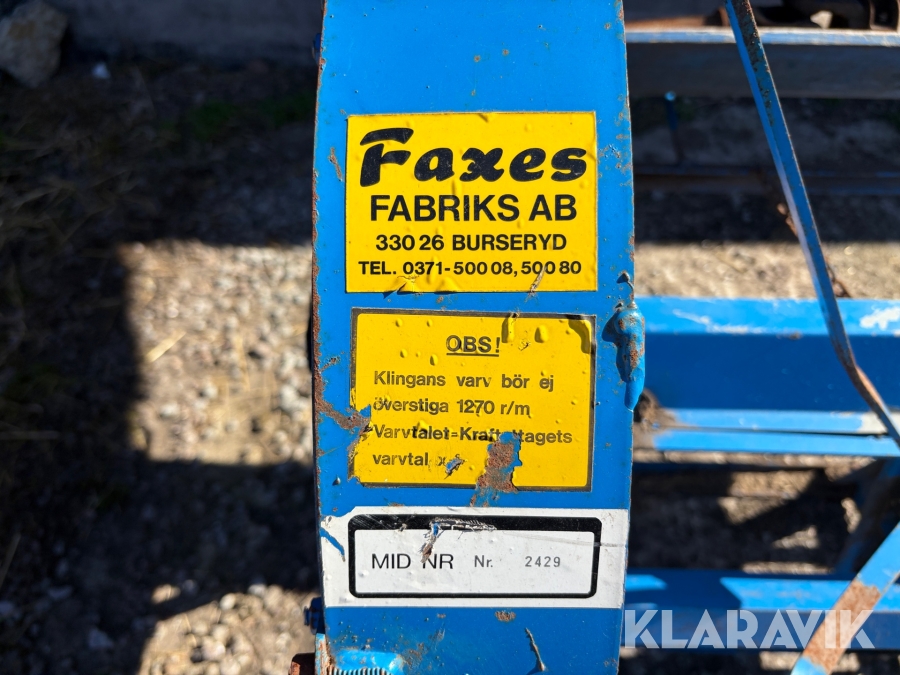 Faxes
FABRIKS AB
330 26 BURSERYD
TEL. 0371-500 08, 500 80
OBS!
Klingans varv bör ej
överstiga 1270 r/m
Varvtalet=Kraftuttagets
varvtal x
MID NR Nr. 2429
KLARAVIK